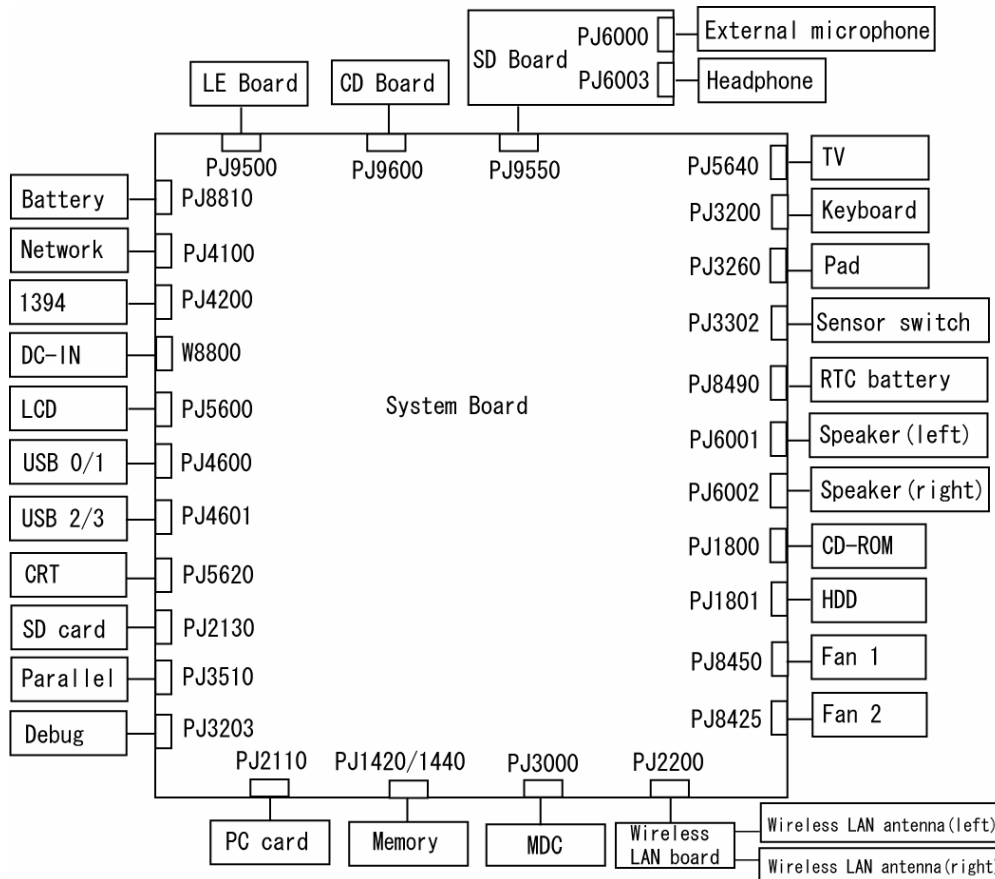 PJ6000
External microphone
SD Board
PJ6003
Headphone
LE Board
CD Board
PJ9500
PJ9600
PJ9550
Battery
PJ8810
Network
PJ4100
1394
PJ4200
DC-IN
W8800
LCD
PJ5600
USB 0/1
PJ4600
USB 2/3
PJ4601
CRT
PJ5620
SD card
PJ2130
Parallel
PJ3510
Debug
PJ3203
System Board
PJ5640
TV
PJ3200
Keyboard
PJ3260
Pad
PJ3302
Sensor switch
PJ8490
RTC battery
PJ6001
Speaker(left)
PJ6002
Speaker(right)
PJ1800
CD-ROM
PJ1801
HDD
PJ8450
Fan 1
PJ8425
Fan 2
PJ2110
PJ1420/1440
PJ3000
PJ2200
PC card
Memory
MDC
Wireless
LAN board
Wireless LAN antenna(left)
Wireless LAN antenna(right)